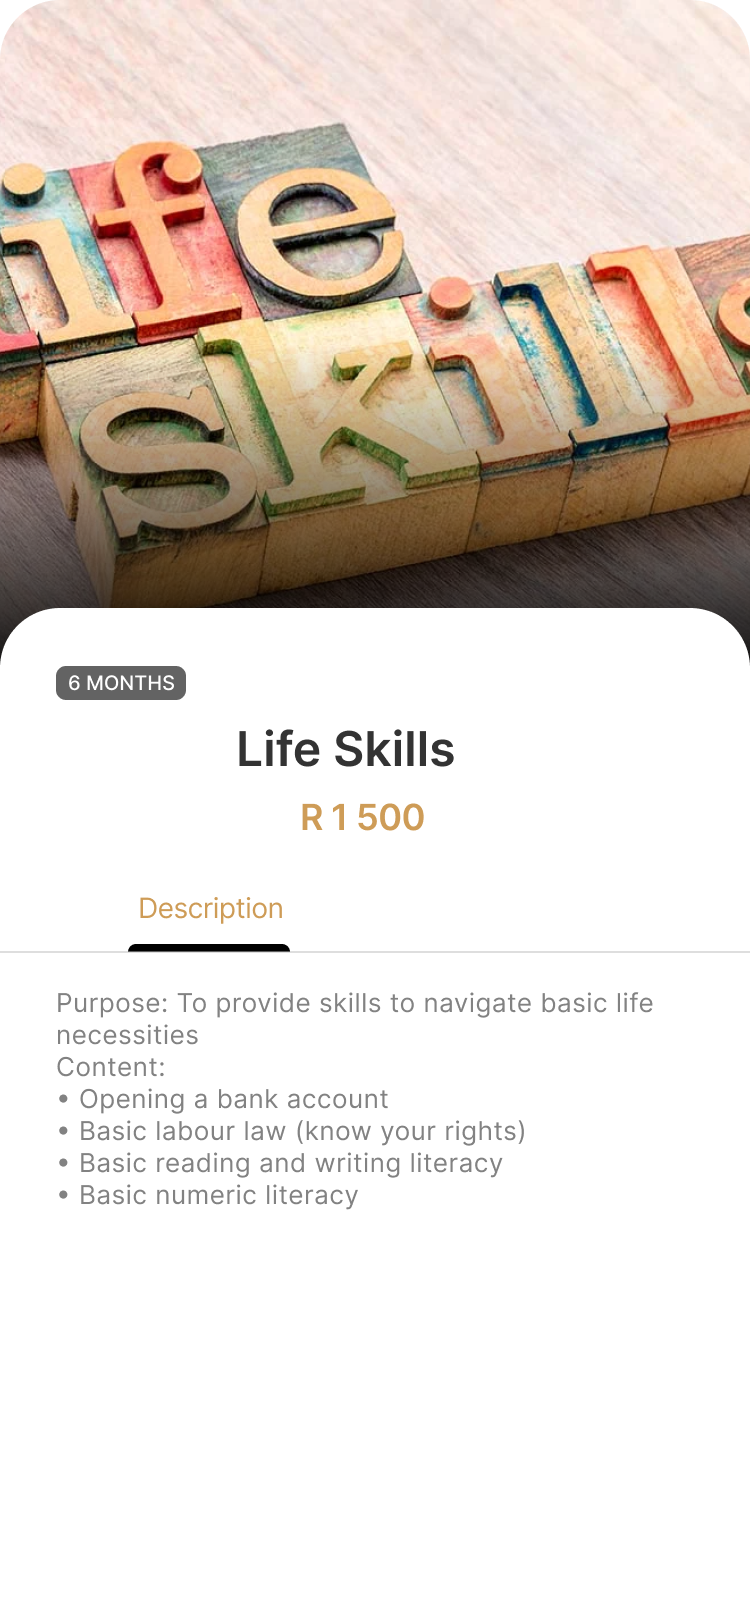 ife
skills
6 MONTHS
Life Skills
R 1 500
Description
Purpose: To provide skills to navigate basic life
necessities
Content:
• Opening a bank account
• Basic labour law (know your rights)
• Basic reading and writing literacy
• Basic numeric literacy